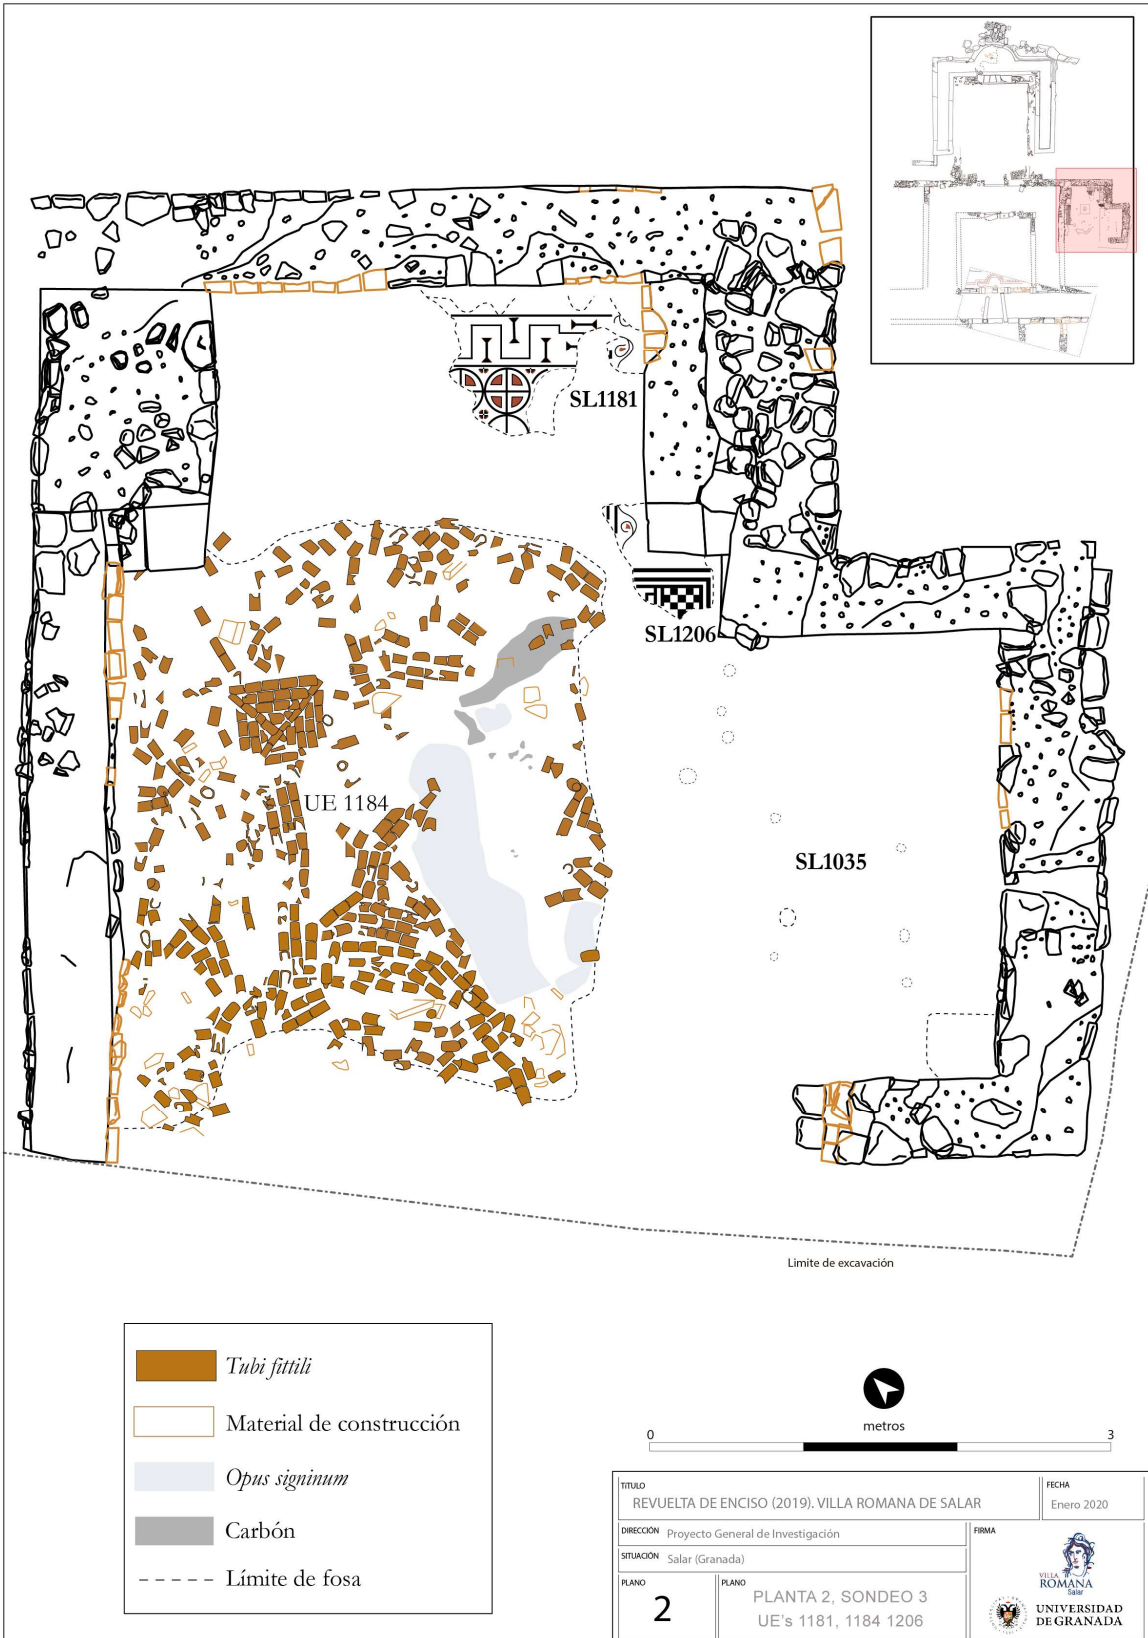 SL1181
SL1206
UE 1184
SL1035
Limite de excavación
Tubi fittili
Material de construcción
Opus signinum
Carbón
Límite de fosa
metros
0 3
TITULO
REVUELTA DE ENCISO (2019). VILLA ROMANA DE SALAR
FECHA
Enero 2020
DIRECCIÓN Proyecto General de Investigación
SITUACIÓN Salar (Granada)
PLANO
2
PLANO
PLANTA 2, SONDEO 3
UE's 1181, 1184 1206
FIRMA
VILLA
ROMANA
Salar
UNIVERSIDAD
DE GRANADA